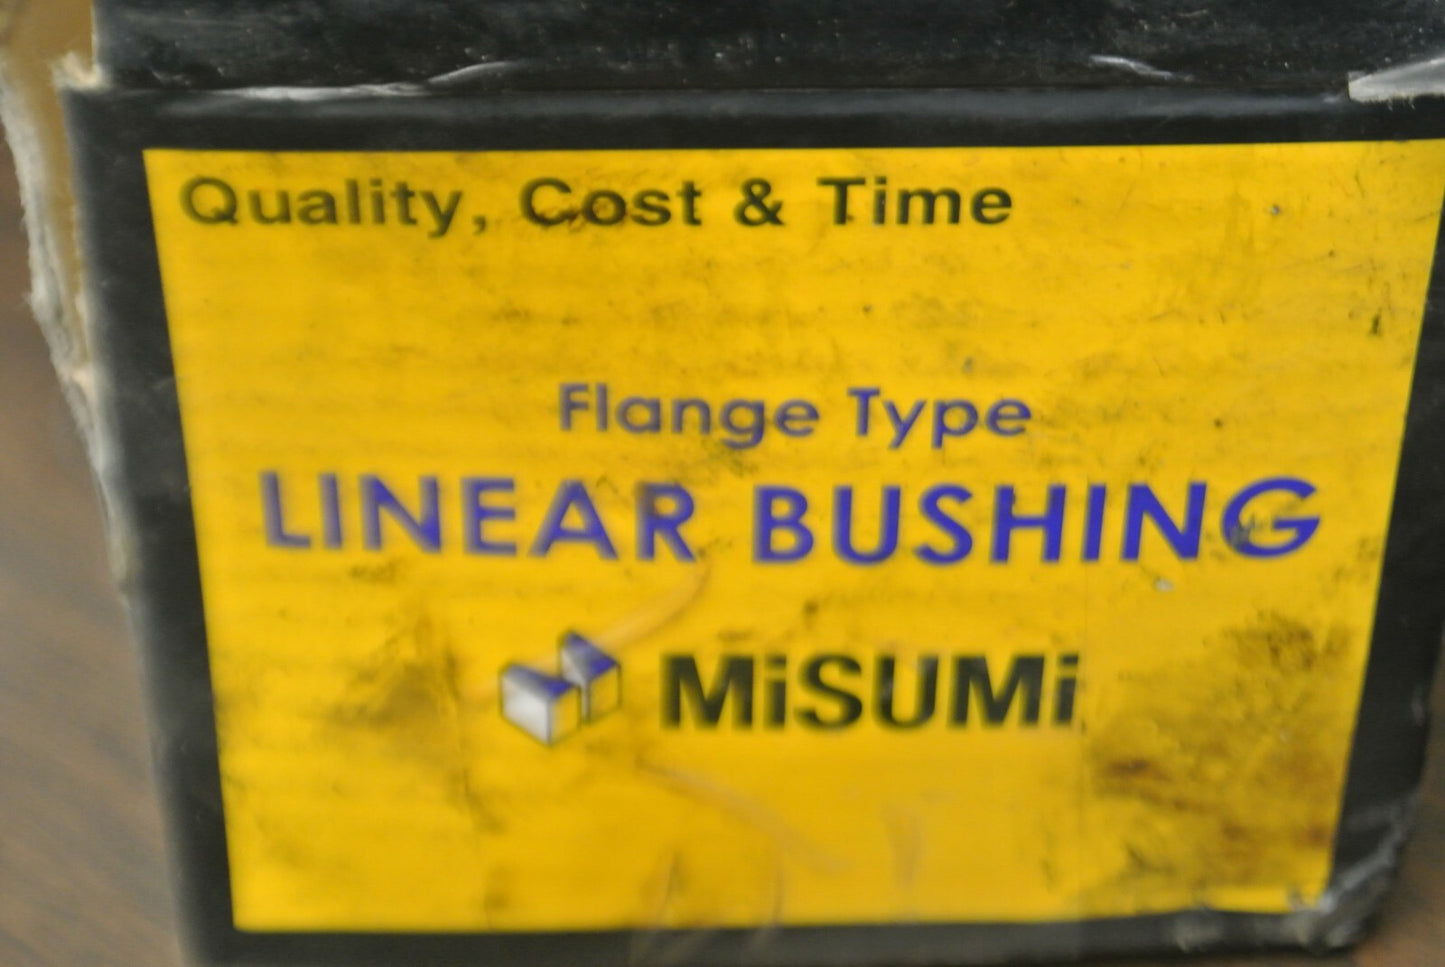 Quality, Cost & Time
Flange Type
LINEAR BUSHING
MiSUMi